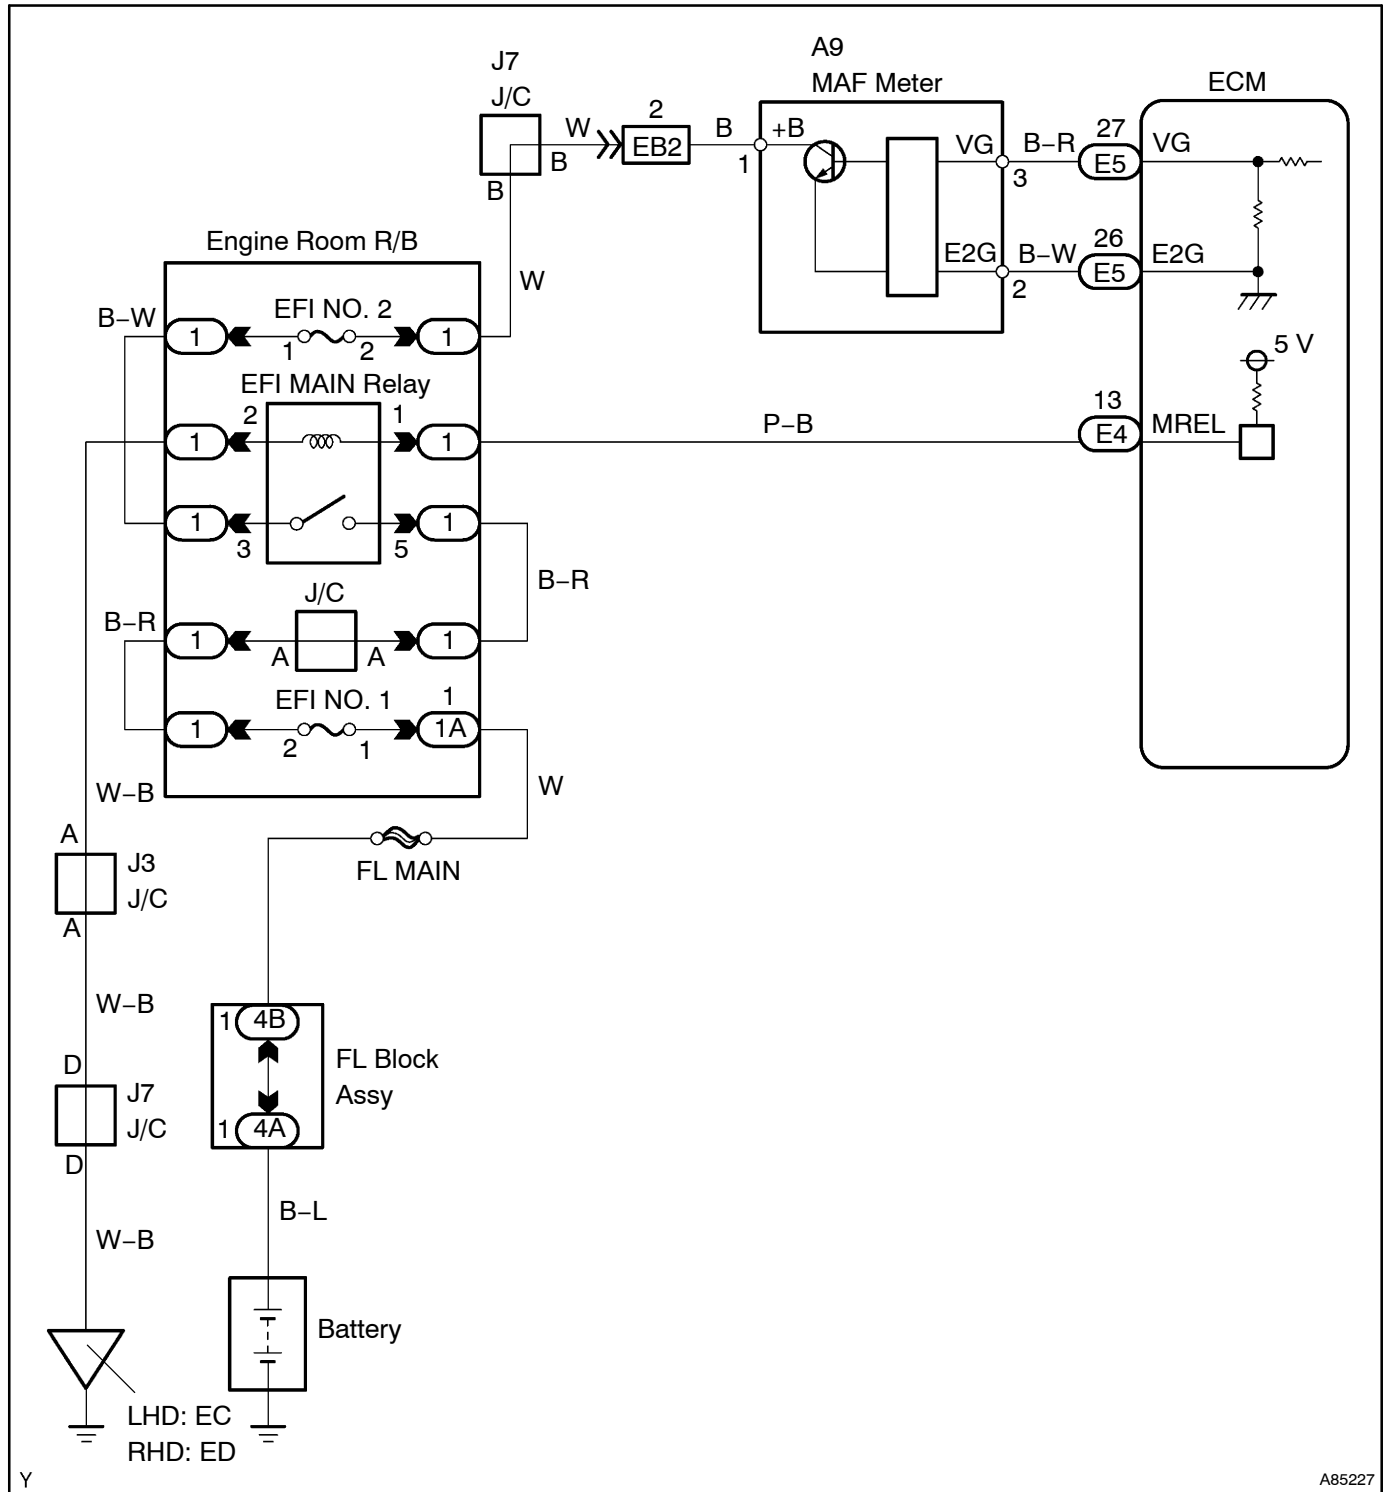 A9
MAF Meter
J7
J/C
ECM
2
W
EB2
B
B
B
+B
1
VG
3
B−R
27
E5
VG
E2G
2
B−W
26
E5
E2G
Engine Room R/B
W
B−W
1
EFI NO. 2
1
2
1
5 V
EFI MAIN Relay
1
2
1
1
P−B
13
E4
MREL
1
3
5
1
B−R
J/C
B−R
1
A
A
1
EFI NO. 1
1
1
2
1
1A
W
W−B
FL MAIN
A
J3
J/C
A
W−B
1
4B
FL Block
Assy
1
4A
D
J7
J/C
D
B−L
W−B
Battery
LHD: EC
RHD: ED
Y
A85227